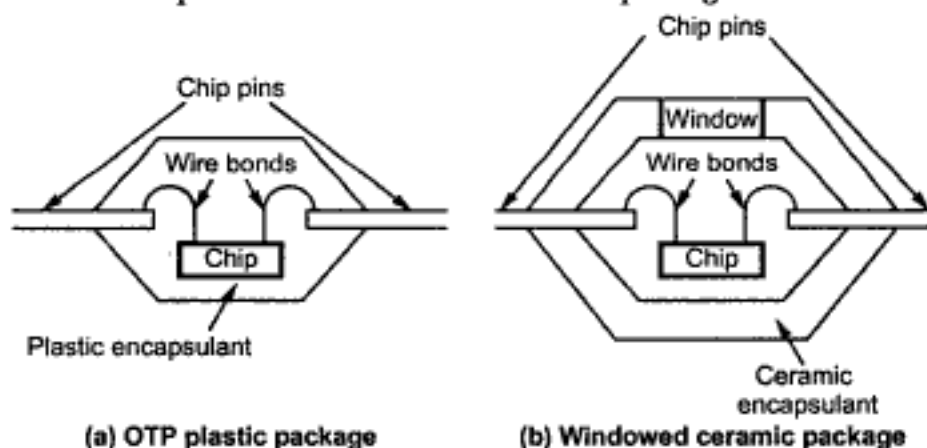 Chip pins
Wire bonds
Chip
Plastic encapsulant
(a) OTP plastic package
Chip pins
Window
Wire bonds
Chip
Ceramic
encapsulant
(b) Windowed ceramic package